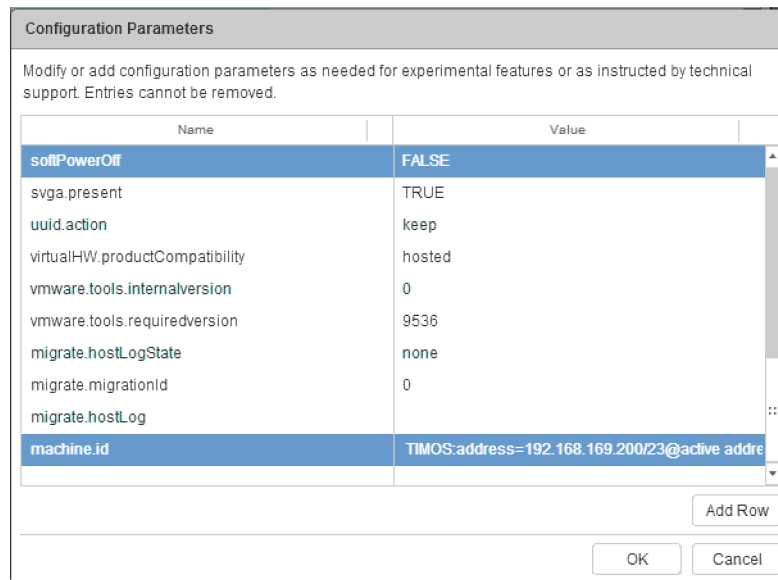 Configuration Parameters
Modify or add configuration parameters as needed for experimental features or as instructed by technical
support. Entries cannot be removed.
Name Value
softPowerOff FALSE
svga.present TRUE
uuid.action keep
virtualHW.productCompatibility hosted
vmware.tools.internalversion 0
vmware.tools.requiredversion 9536
migrate.hostLogState none
migrate.migrationId 0
migrate.hostLog
machine.id TIMOS:address=192.168.169.200/23@active addre
Add Row
OK Cancel